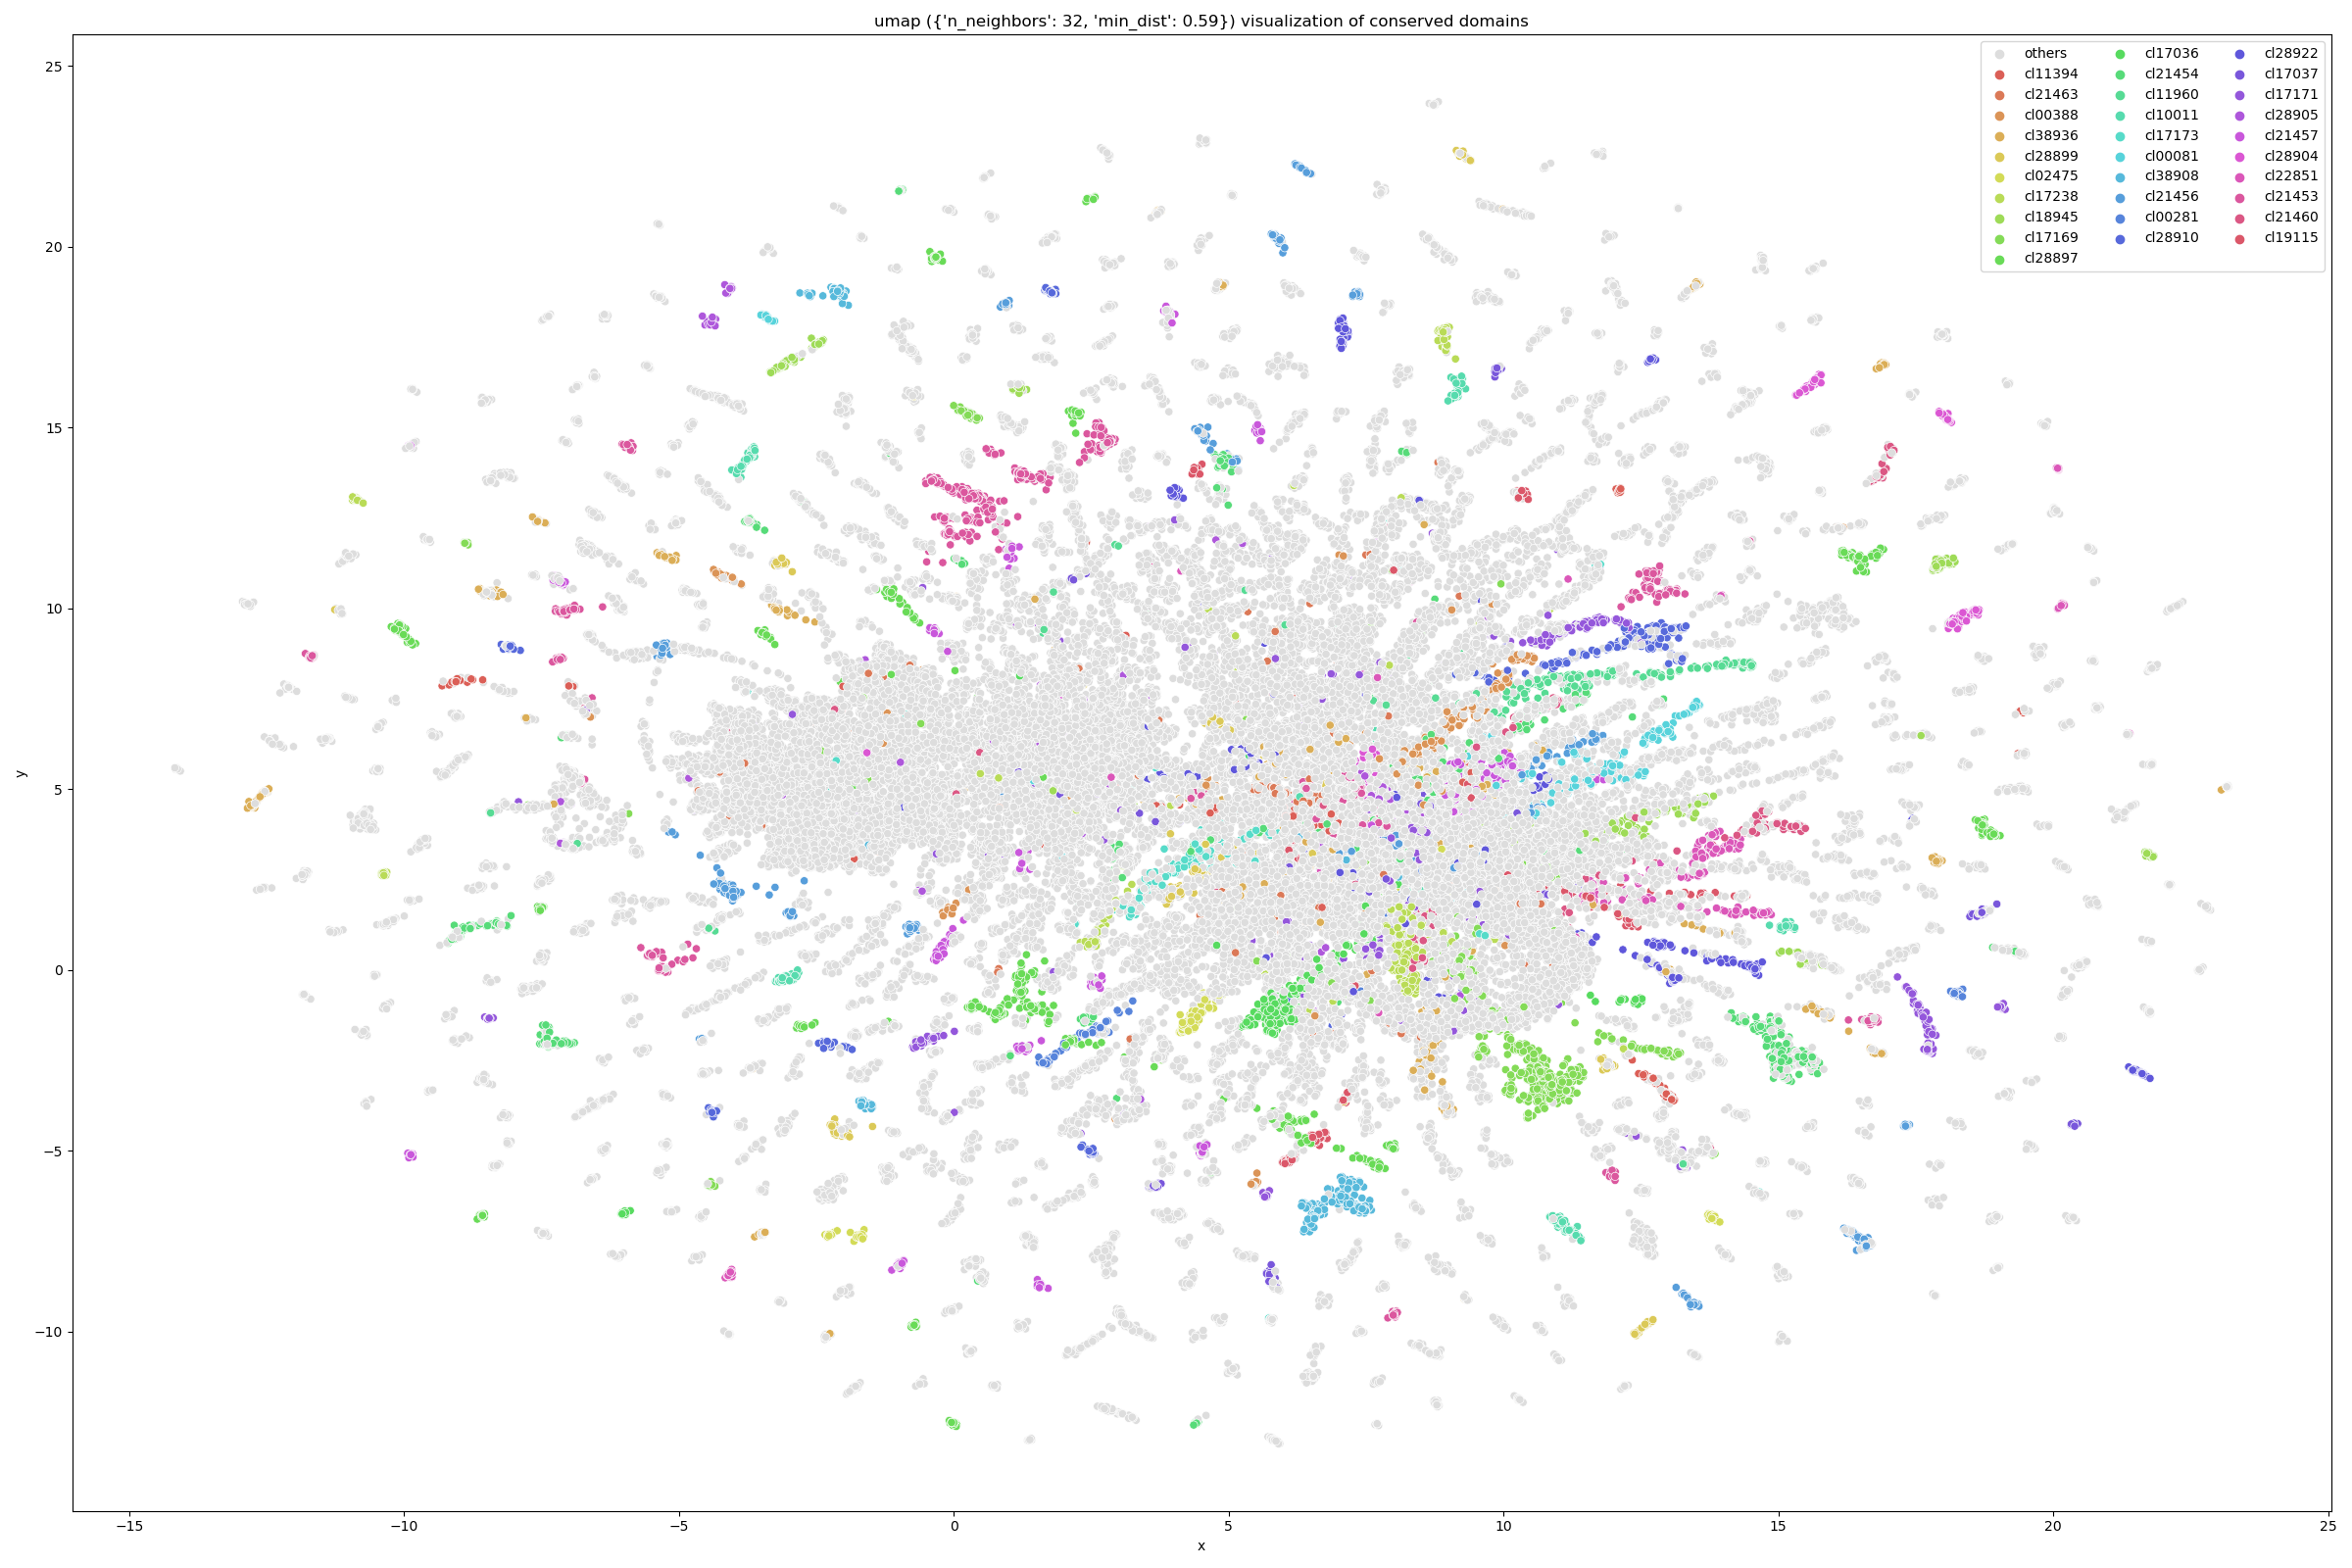 umap ({'n_neighbors': 32, 'min_dist': 0.59}) visualization of conserved domains
others cl17036 cl28922
cl11394 cl21454 cl17037
cl21463 cl11960 cl17171
cl00388 cl10011 cl28905
cl38936 cl17173 cl21457
cl28899 cl00081 cl28904
cl02475 cl38908 cl22851
cl17238 cl21456 cl21453
cl18945 cl00281 cl21460
cl17169 cl28910 cl19115
cl28897
25
20
15
10
5
0
−5
−10
y
−15 −10 −5 0 5 10 15 20 25
x